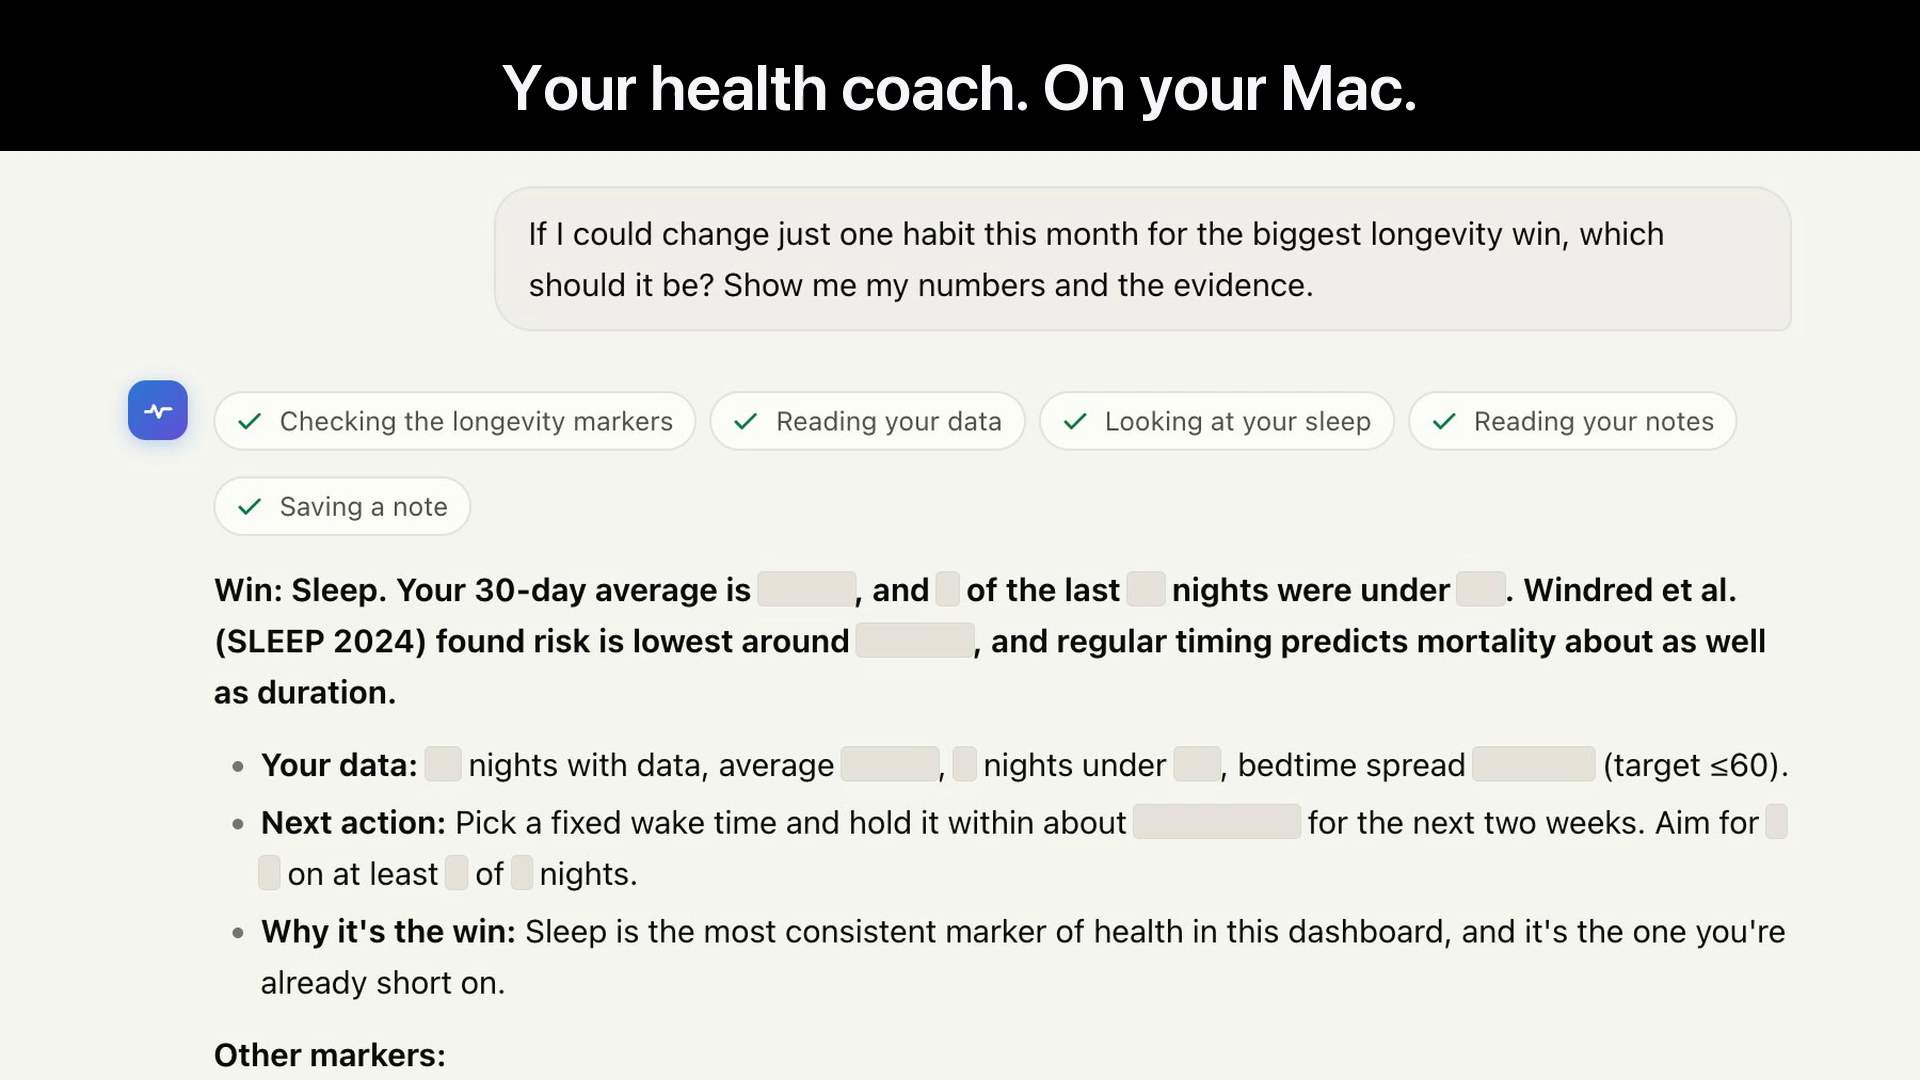 Your health coach. On your Mac.
If I could change just one habit this month for the biggest longevity win, which
should it be? Show me my numbers and the evidence.
Checking the longevity markers
Reading your data
Looking at your sleep
Reading your notes
Saving a note
Win: Sleep. Your 30-day average is , and of the last nights were under . Windred et al.
(SLEEP 2024) found risk is lowest around , and regular timing predicts mortality about as well
as duration.
Your data: nights with data, average , nights under , bedtime spread (target ≤60).
Next action: Pick a fixed wake time and hold it within about for the next two weeks. Aim for
on at least of nights.
Why it's the win: Sleep is the most consistent marker of health in this dashboard, and it's the one you're
already short on.
Other markers: